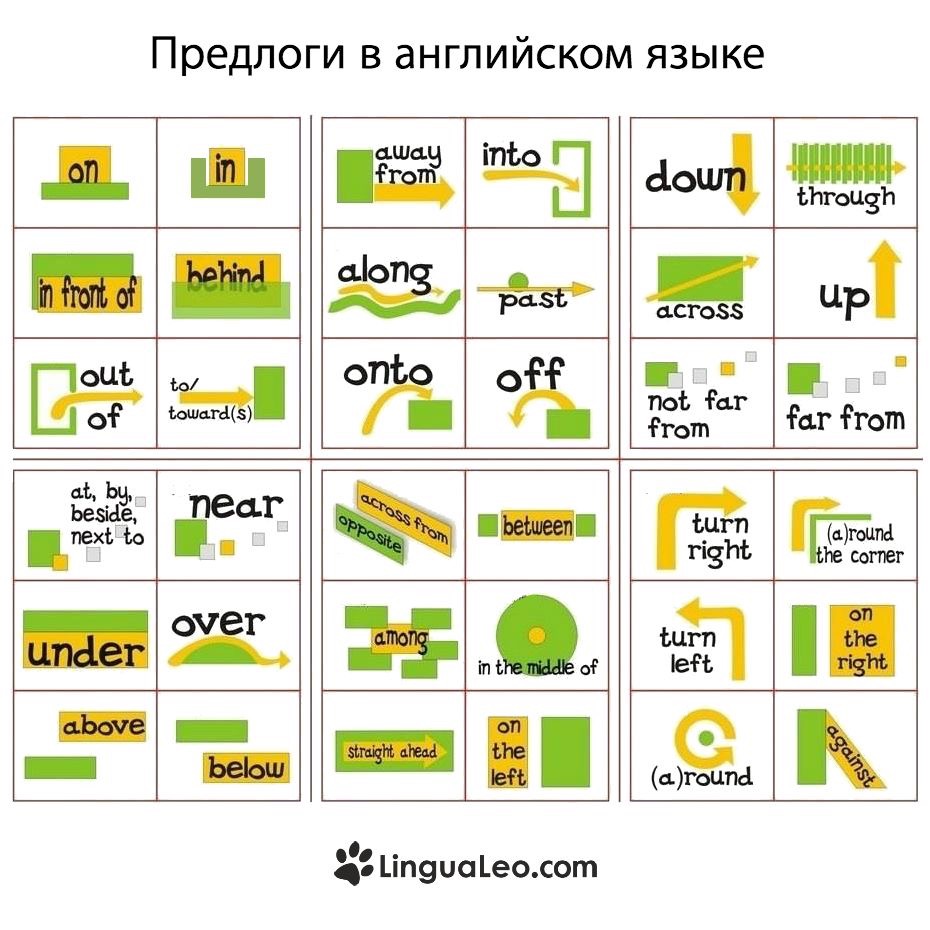 Предлоги в английском языке
on
in
in front of
behind
out
of
to/
toward(s)
away
from
into
along
past
onto
off
down
through
across
up
not far
from
far from
at, by,
beside,
next to
near
under
over
above
below
across from
opposite
between
among
in the middle of
straight ahead
on
the
left
turn
right
(a)round
the corner
turn
left
on
the
right
(a)round
against
LinguaLeo.com